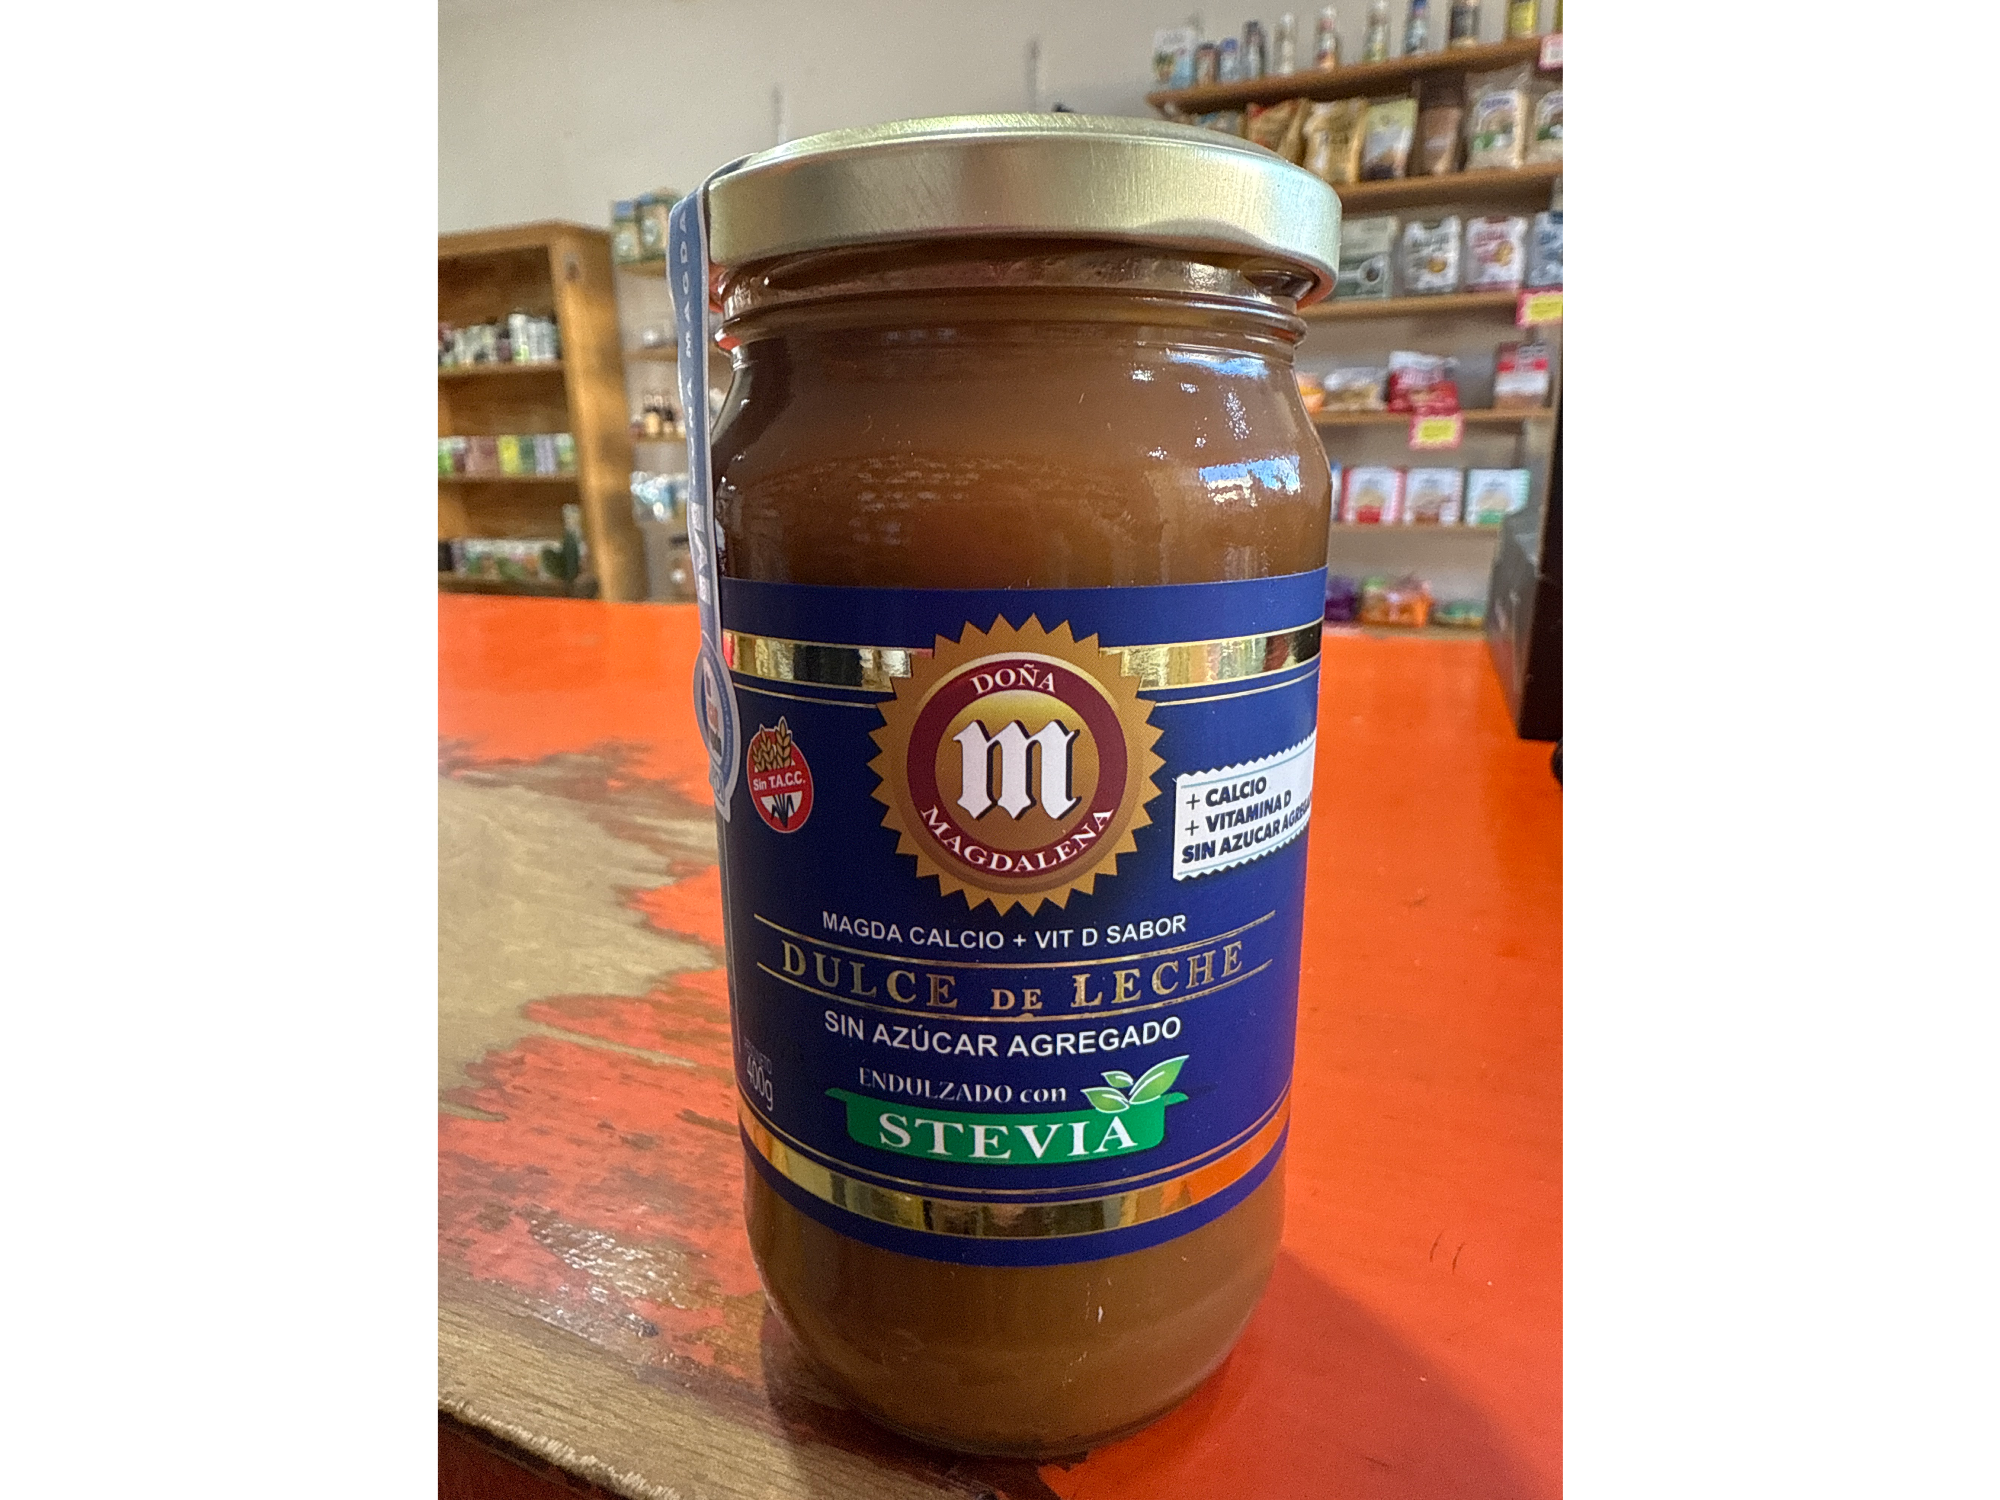 DOÑA
m
MAGDALENA
Sin T.A.C.C.
+ CALCIO
+ VITAMINA D
SIN AZUCAR
MAGDA CALCIO + VIT D SABOR
DULCE DE LECHE
SIN AZÚCAR AGREGADO
ENDULZADO con
STEVIA
400g